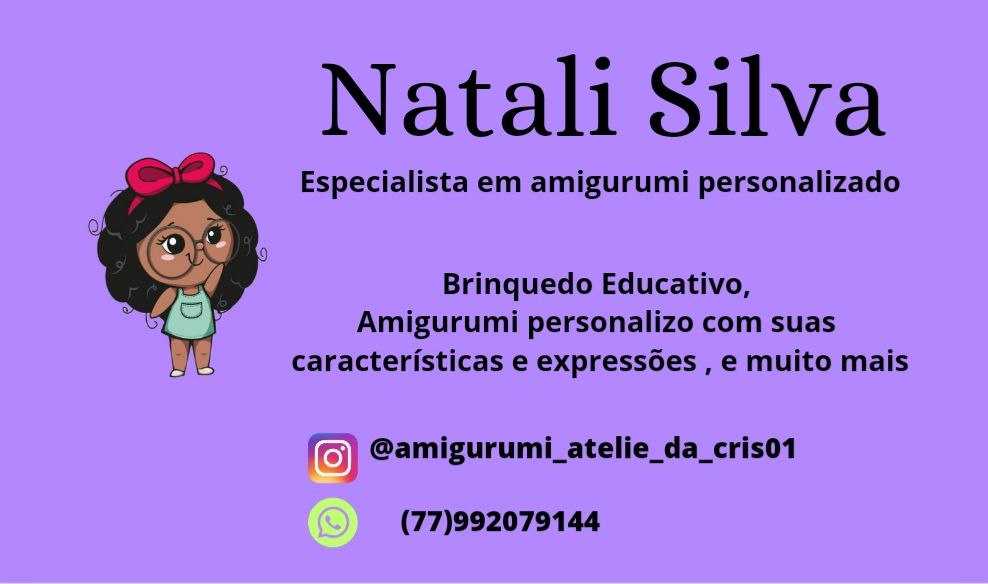 Natali Silva
Especialista em amigurumi personalizado
Brinquedo Educativo,
Amigurumi personalizo com suas
características e expressões , e muito mais
@amigurumi_atelie_da_cris01
(77)992079144